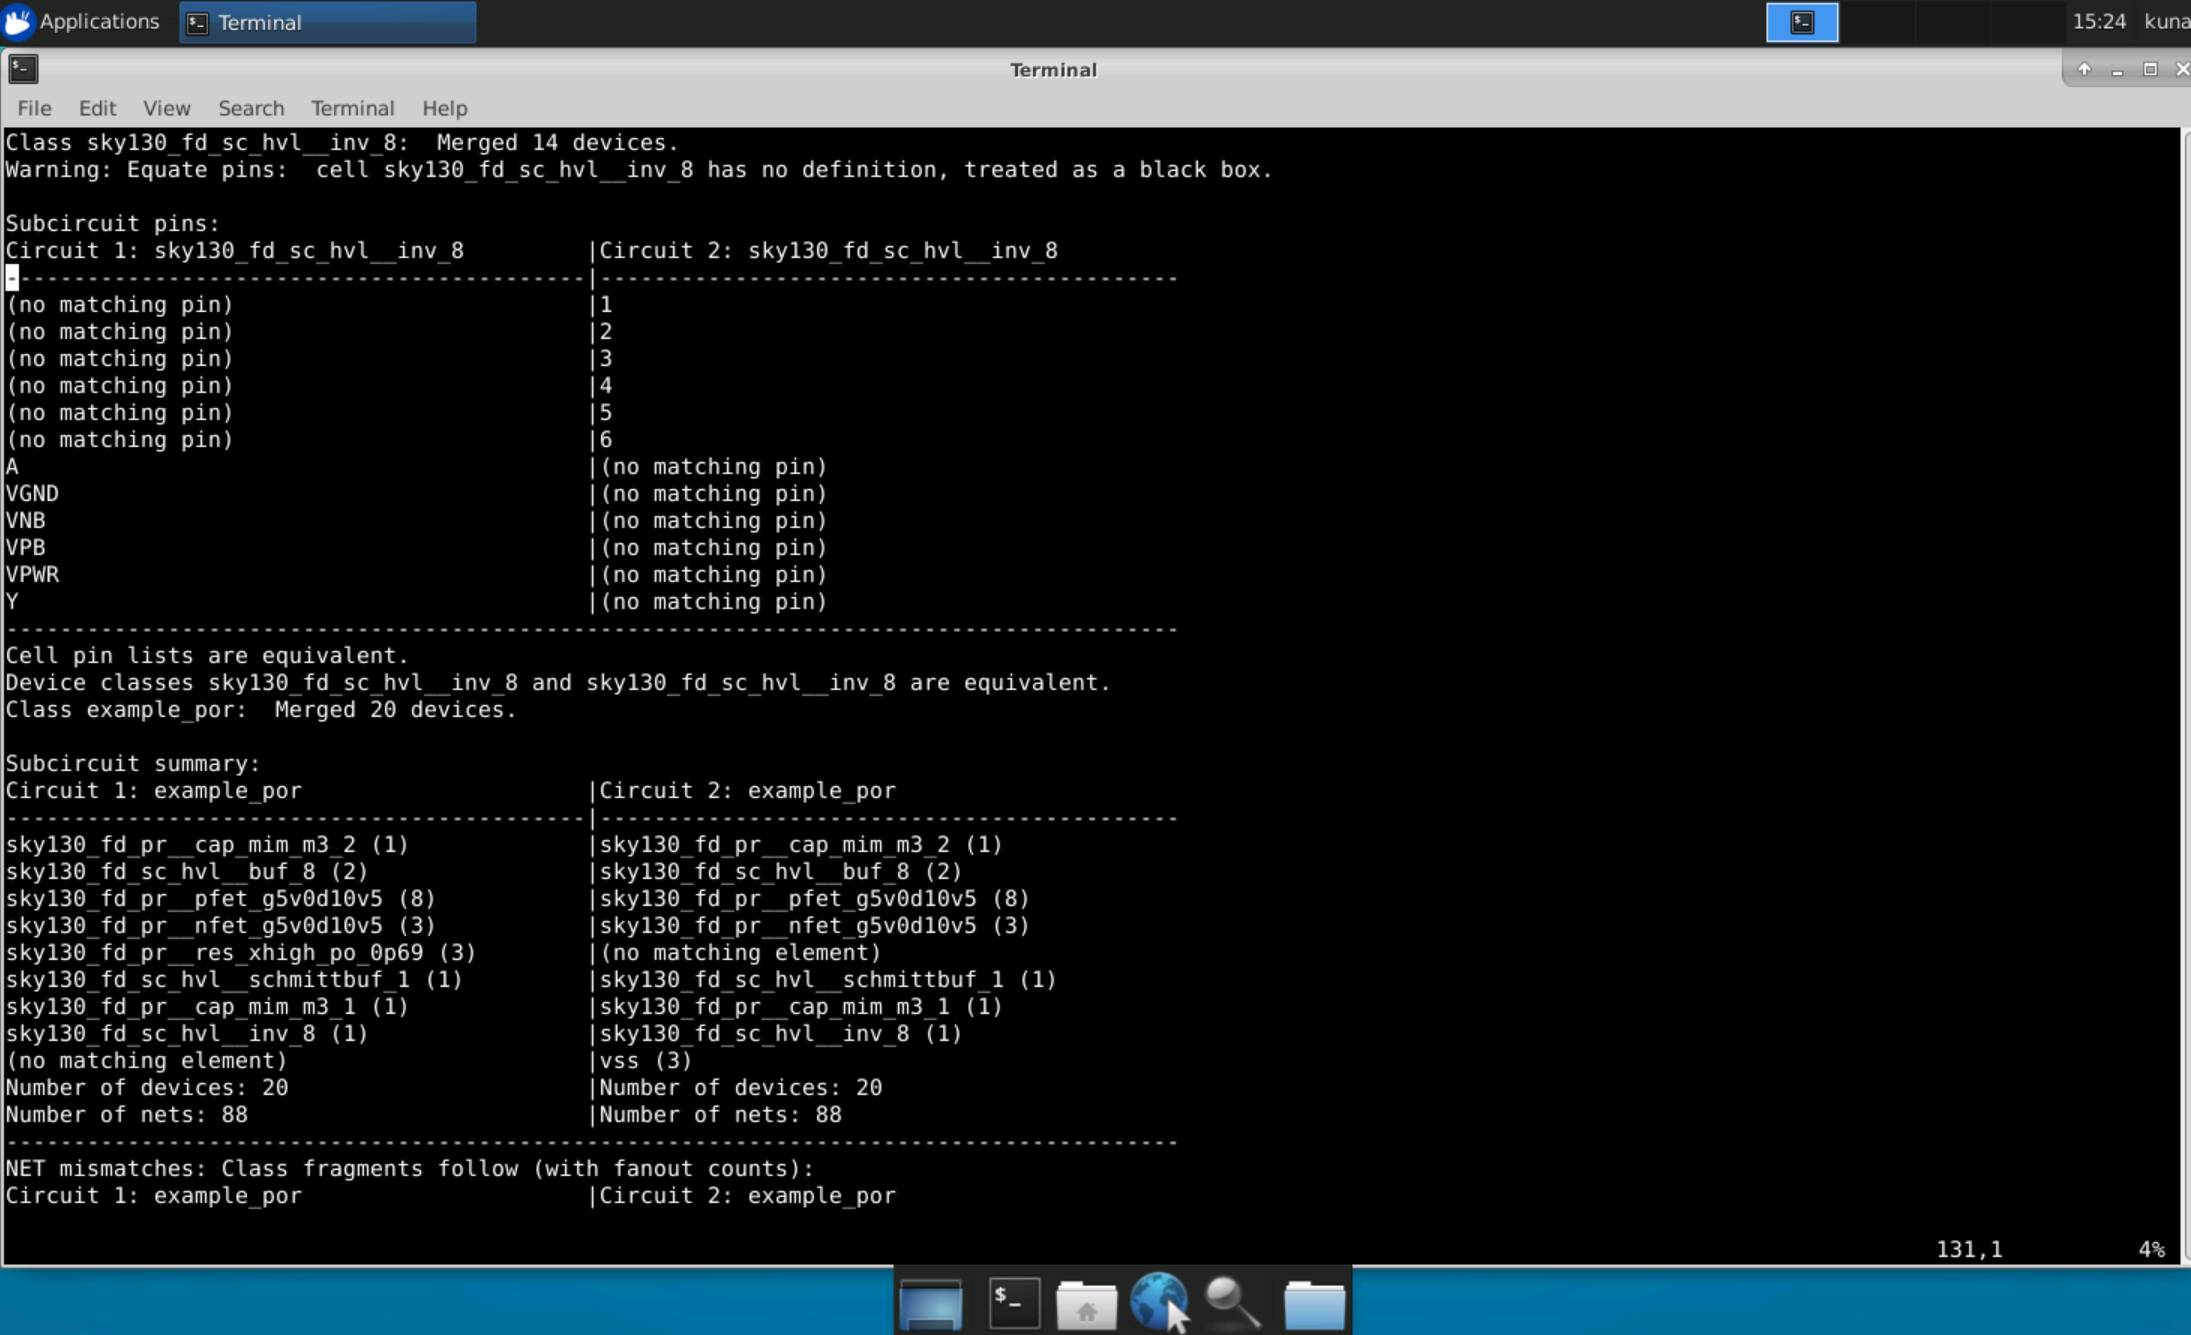 Applications
Terminal
15:24
kuna
Terminal
File Edit View Search Terminal Help
Class sky130_fd_sc_hvl__inv_8:  Merged 14 devices.
Warning: Equate pins:  cell sky130_fd_sc_hvl__inv_8 has no definition, treated as a black box.
Subcircuit pins:
Circuit 1: sky130_fd_sc_hvl__inv_8 |Circuit 2: sky130_fd_sc_hvl__inv_8
-------------------------------------------|-------------------------------------------
(no matching pin) |1
(no matching pin) |2
(no matching pin) |3
(no matching pin) |4
(no matching pin) |5
(no matching pin) |6
A |(no matching pin)
VGND |(no matching pin)
VNB |(no matching pin)
VPB |(no matching pin)
VPWR |(no matching pin)
Y |(no matching pin)
---------------------------------------------------------------------------------------
Cell pin lists are equivalent.
Device classes sky130_fd_sc_hvl__inv_8 and sky130_fd_sc_hvl__inv_8 are equivalent.
Class example_por:  Merged 20 devices.
Subcircuit summary:
Circuit 1: example_por |Circuit 2: example_por
-------------------------------------------|-------------------------------------------
sky130_fd_pr__cap_mim_m3_2 (1) |sky130_fd_pr__cap_mim_m3_2 (1)
sky130_fd_sc_hvl__buf_8 (2) |sky130_fd_sc_hvl__buf_8 (2)
sky130_fd_pr__pfet_g5v0d10v5 (8) |sky130_fd_pr__pfet_g5v0d10v5 (8)
sky130_fd_pr__nfet_g5v0d10v5 (3) |sky130_fd_pr__nfet_g5v0d10v5 (3)
sky130_fd_pr__res_xhigh_po_0p69 (3) |(no matching element)
sky130_fd_sc_hvl__schmittbuf_1 (1) |sky130_fd_sc_hvl__schmittbuf_1 (1)
sky130_fd_pr__cap_mim_m3_1 (1) |sky130_fd_pr__cap_mim_m3_1 (1)
sky130_fd_sc_hvl__inv_8 (1) |sky130_fd_sc_hvl__inv_8 (1)
(no matching element) |vss (3)
Number of devices: 20 |Number of devices: 20
Number of nets: 88 |Number of nets: 88
---------------------------------------------------------------------------------------
NET mismatches: Class fragments follow (with fanout counts):
Circuit 1: example_por |Circuit 2: example_por
131,1 4%